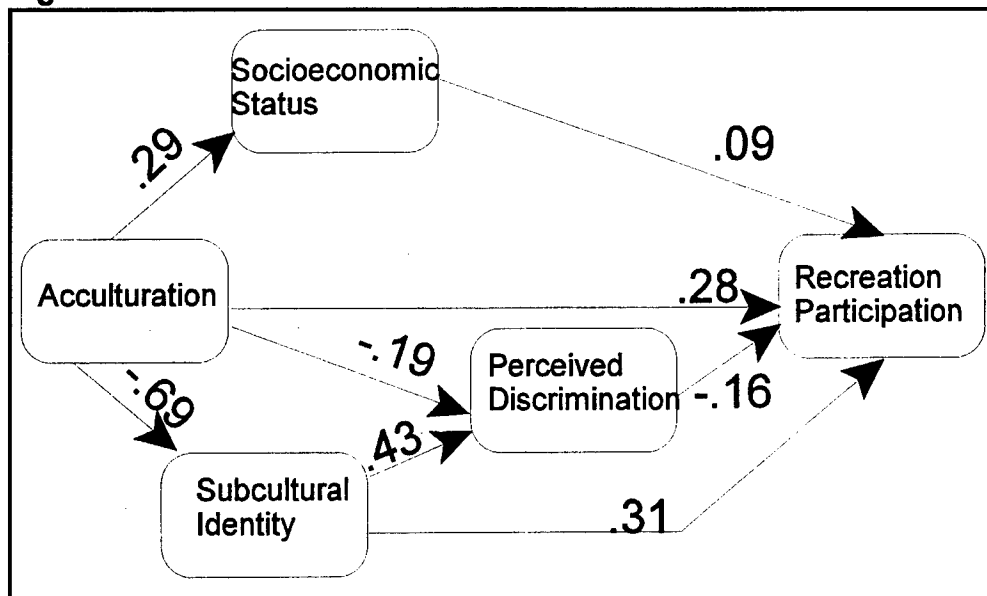 Socioeconomic
Status
.29
.09
Acculturation
.28
Recreation
Participation
-.19
Perceived
Discrimination
-.16
-.69
.43
Subcultural
Identity
.31